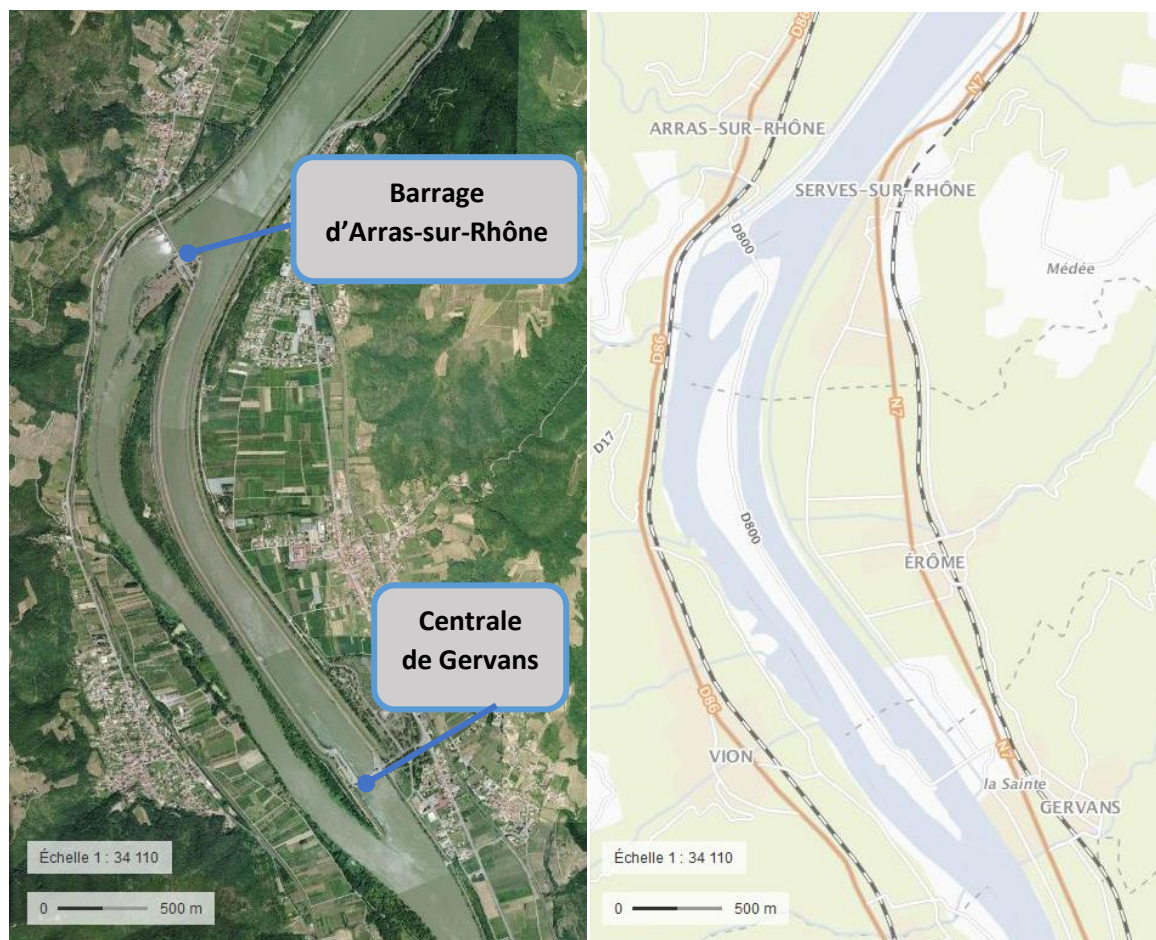 Barrage
d'Arras-sur-Rhône
Centrale
de Gervans
Échelle 1 : 34 110
0 500 m
D86
N7
ARRAS-SUR-RHÔNE
SERVES-SUR-RHÔNE
D800
Médée
D86
N7
D17
D800
ÉRÔME
D86
VION
N7
la Sainte
GERVANS
Échelle 1 : 34 110
0 500 m